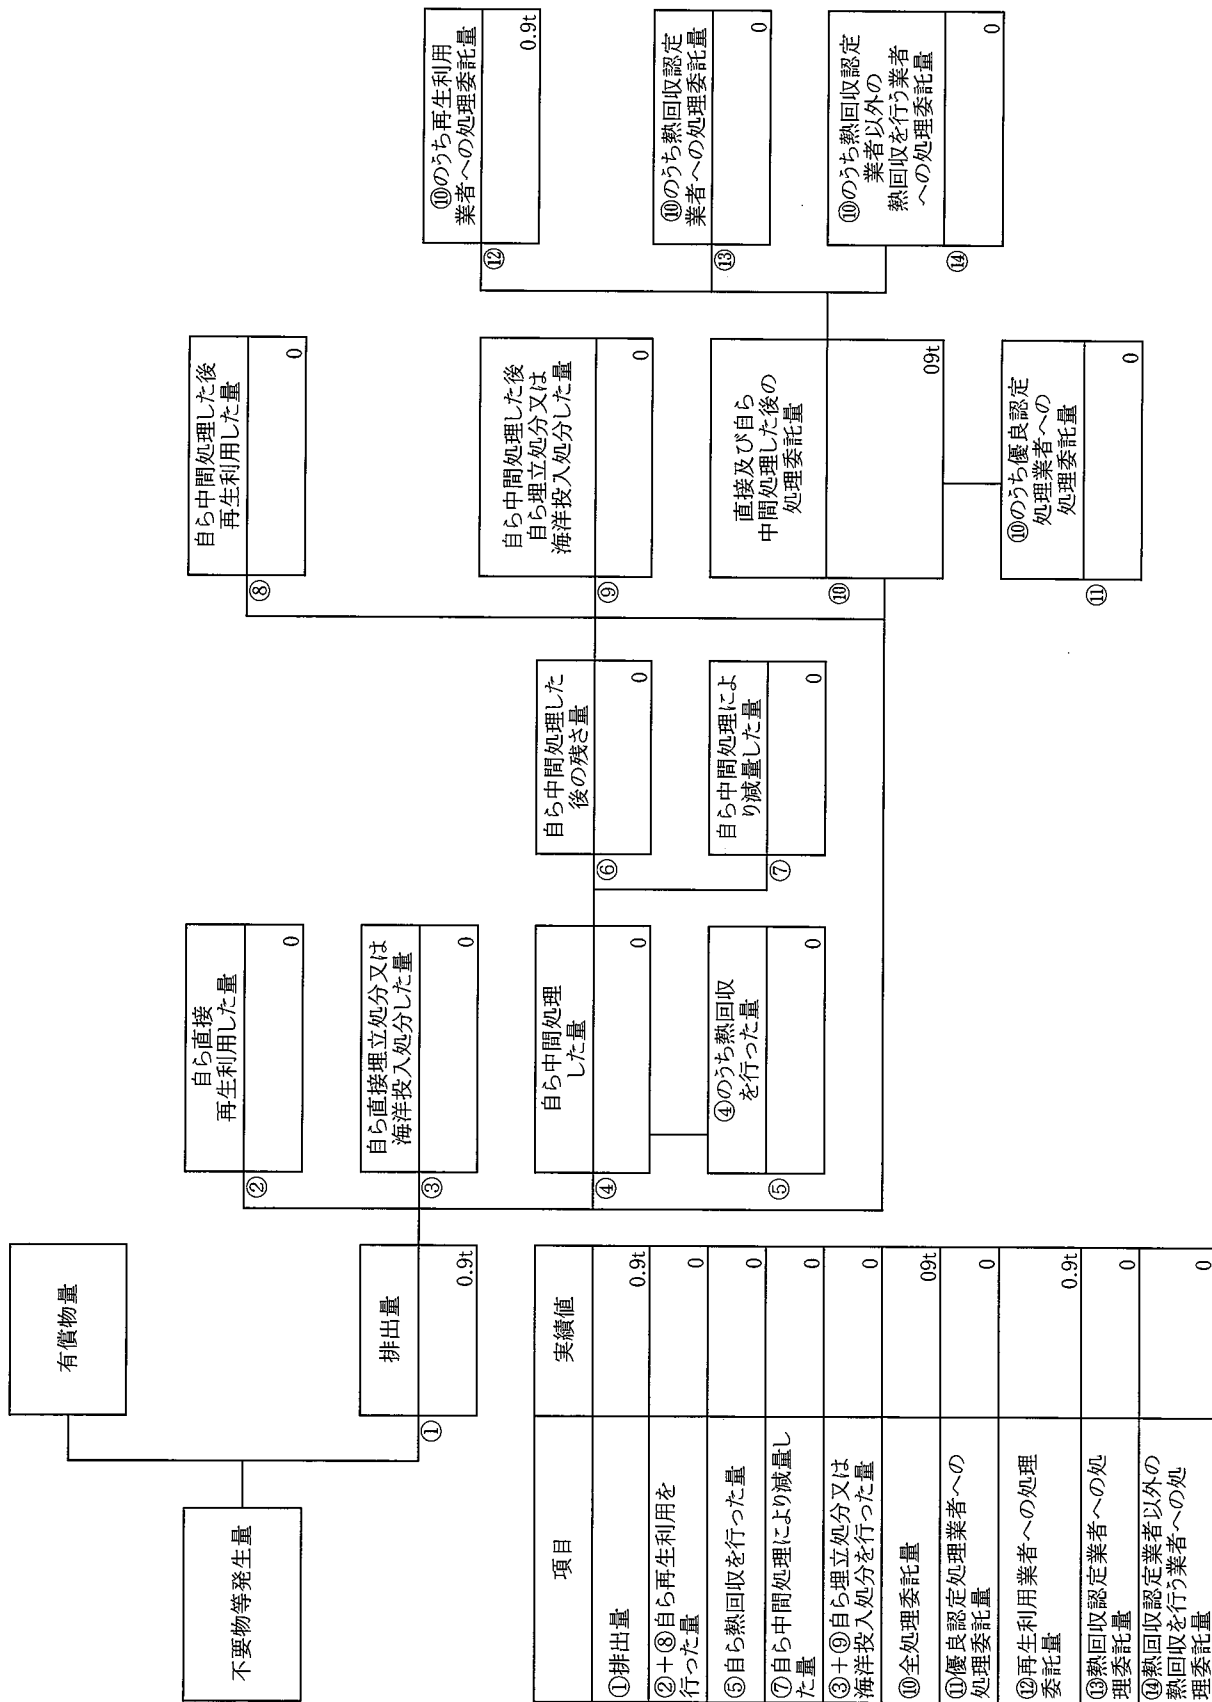 有償物量
不要物等発生量
排出量
①
0.9t
自ら直接
再生利用した量
②
0
自ら直接埋立処分又は
海洋投入処分した量
③
0
自ら中間処理
した量
④
0
④のうち熱回収
を行った量
⑤
0
自ら中間処理した
後の残さ量
⑥
0
自ら中間処理によ
り減量した量
⑦
0
自ら中間処理した後
再生利用した量
⑧
0
自ら中間処理した後
自ら埋立処分又は
海洋投入処分した量
⑨
0
直接及び自ら
中間処理した後の
処理委託量
⑩
09t
⑩のうち優良認定
処理業者への
処理委託量
⑪
0
⑩のうち再生利用
業者への処理委託量
⑫
0.9t
⑩のうち熱回収認定
業者への処理委託量
⑬
0
⑩のうち熱回収認定
業者以外の
熱回収を行う業者
への処理委託量
⑭
0
項目 実績値
①排出量 0.9t
②＋⑧自ら再生利用を
行った量 0
⑤自ら熱回収を行った量 0
⑦自ら中間処理により減量し
た量 0
③＋⑨自ら埋立処分又は
海洋投入処分を行った量 0
⑩全処理委託量 09t
⑪優良認定処理業者への
処理委託量 0
⑫再生利用業者への処理
委託量 0.9t
⑬熱回収認定業者への処
理委託量 0
⑭熱回収認定業者以外の
熱回収を行う業者への処
理委託量 0